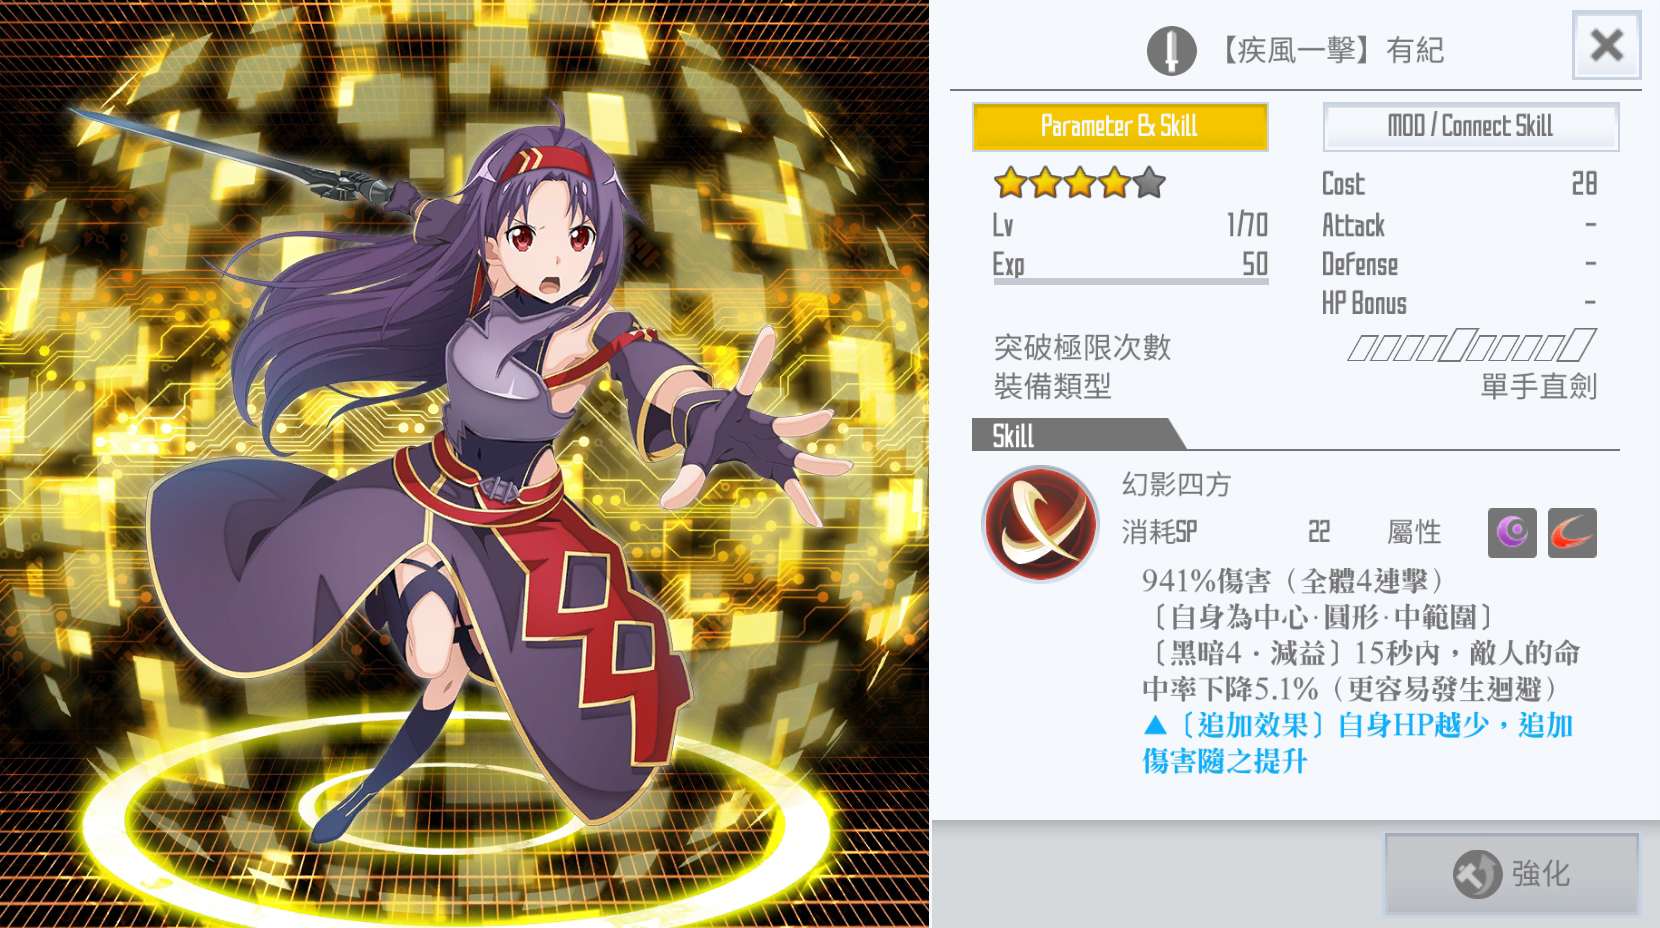 【疾風一擊】有紀
Parameter & Skill
MOD / Connect Skill
Lv 1/70
Exp 50
Cost 28
Attack -
Defense -
HP Bonus -
突破極限次數
裝備類型 單手直劍
Skill
幻影四方
消耗SP 22 屬性
941%傷害（全體4連擊）
〔自身為中心·圓形·中範圍〕
〔黑暗4・減益〕15秒內，敵人的命
中率下降5.1%（更容易發生迴避）
▲〔追加效果〕自身HP越少，追加
傷害隨之提升
強化